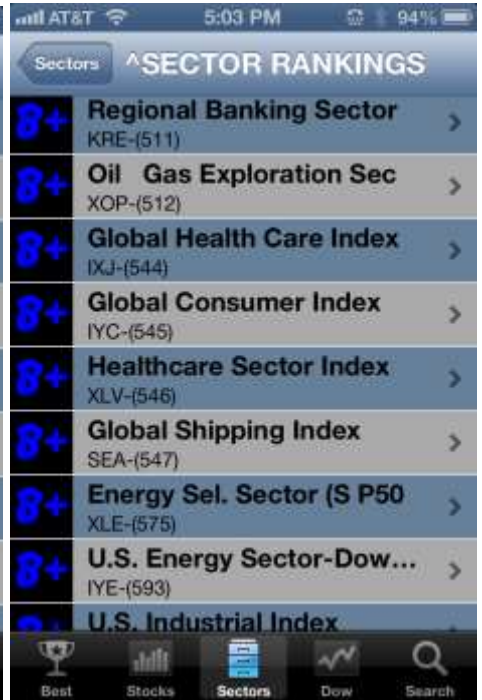 AT&T 5:03 PM 94%
Sectors ^SECTOR RANKINGS
8+ Regional Banking Sector
KRE-(511)
8+ Oil Gas Exploration Sec
XOP-(512)
8+ Global Health Care Index
IXJ-(544)
8+ Global Consumer Index
IYC-(545)
8+ Healthcare Sector Index
XLV-(546)
8+ Global Shipping Index
SEA-(547)
8+ Energy Sel. Sector (S P50
XLE-(575)
8+ U.S. Energy Sector-Dow...
IYE-(593)
8+ U.S. Industrial Index
Best Stocks Sectors Dow Search